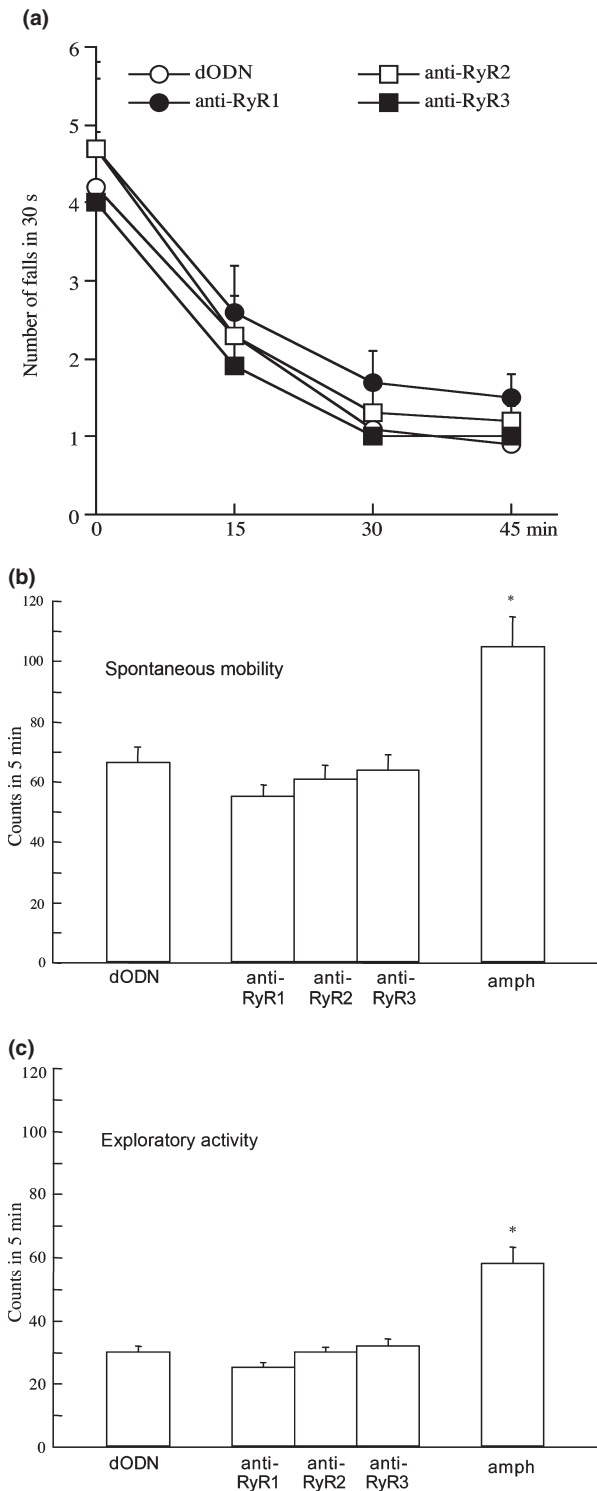 (a)
6
5
4
3
2
1
0
Number of falls in 30 s
dODN
anti-RyR1
anti-RyR2
anti-RyR3
0 15 30 45 min
(b)
120
100
80
60
40
20
0
Counts in 5 min
Spontaneous mobility
*
dODN
anti-
RyR1
anti-
RyR2
anti-
RyR3
amph
(c)
120
100
80
60
40
20
0
Counts in 5 min
Exploratory activity
*
dODN
anti-
RyR1
anti-
RyR2
anti-
RyR3
amph